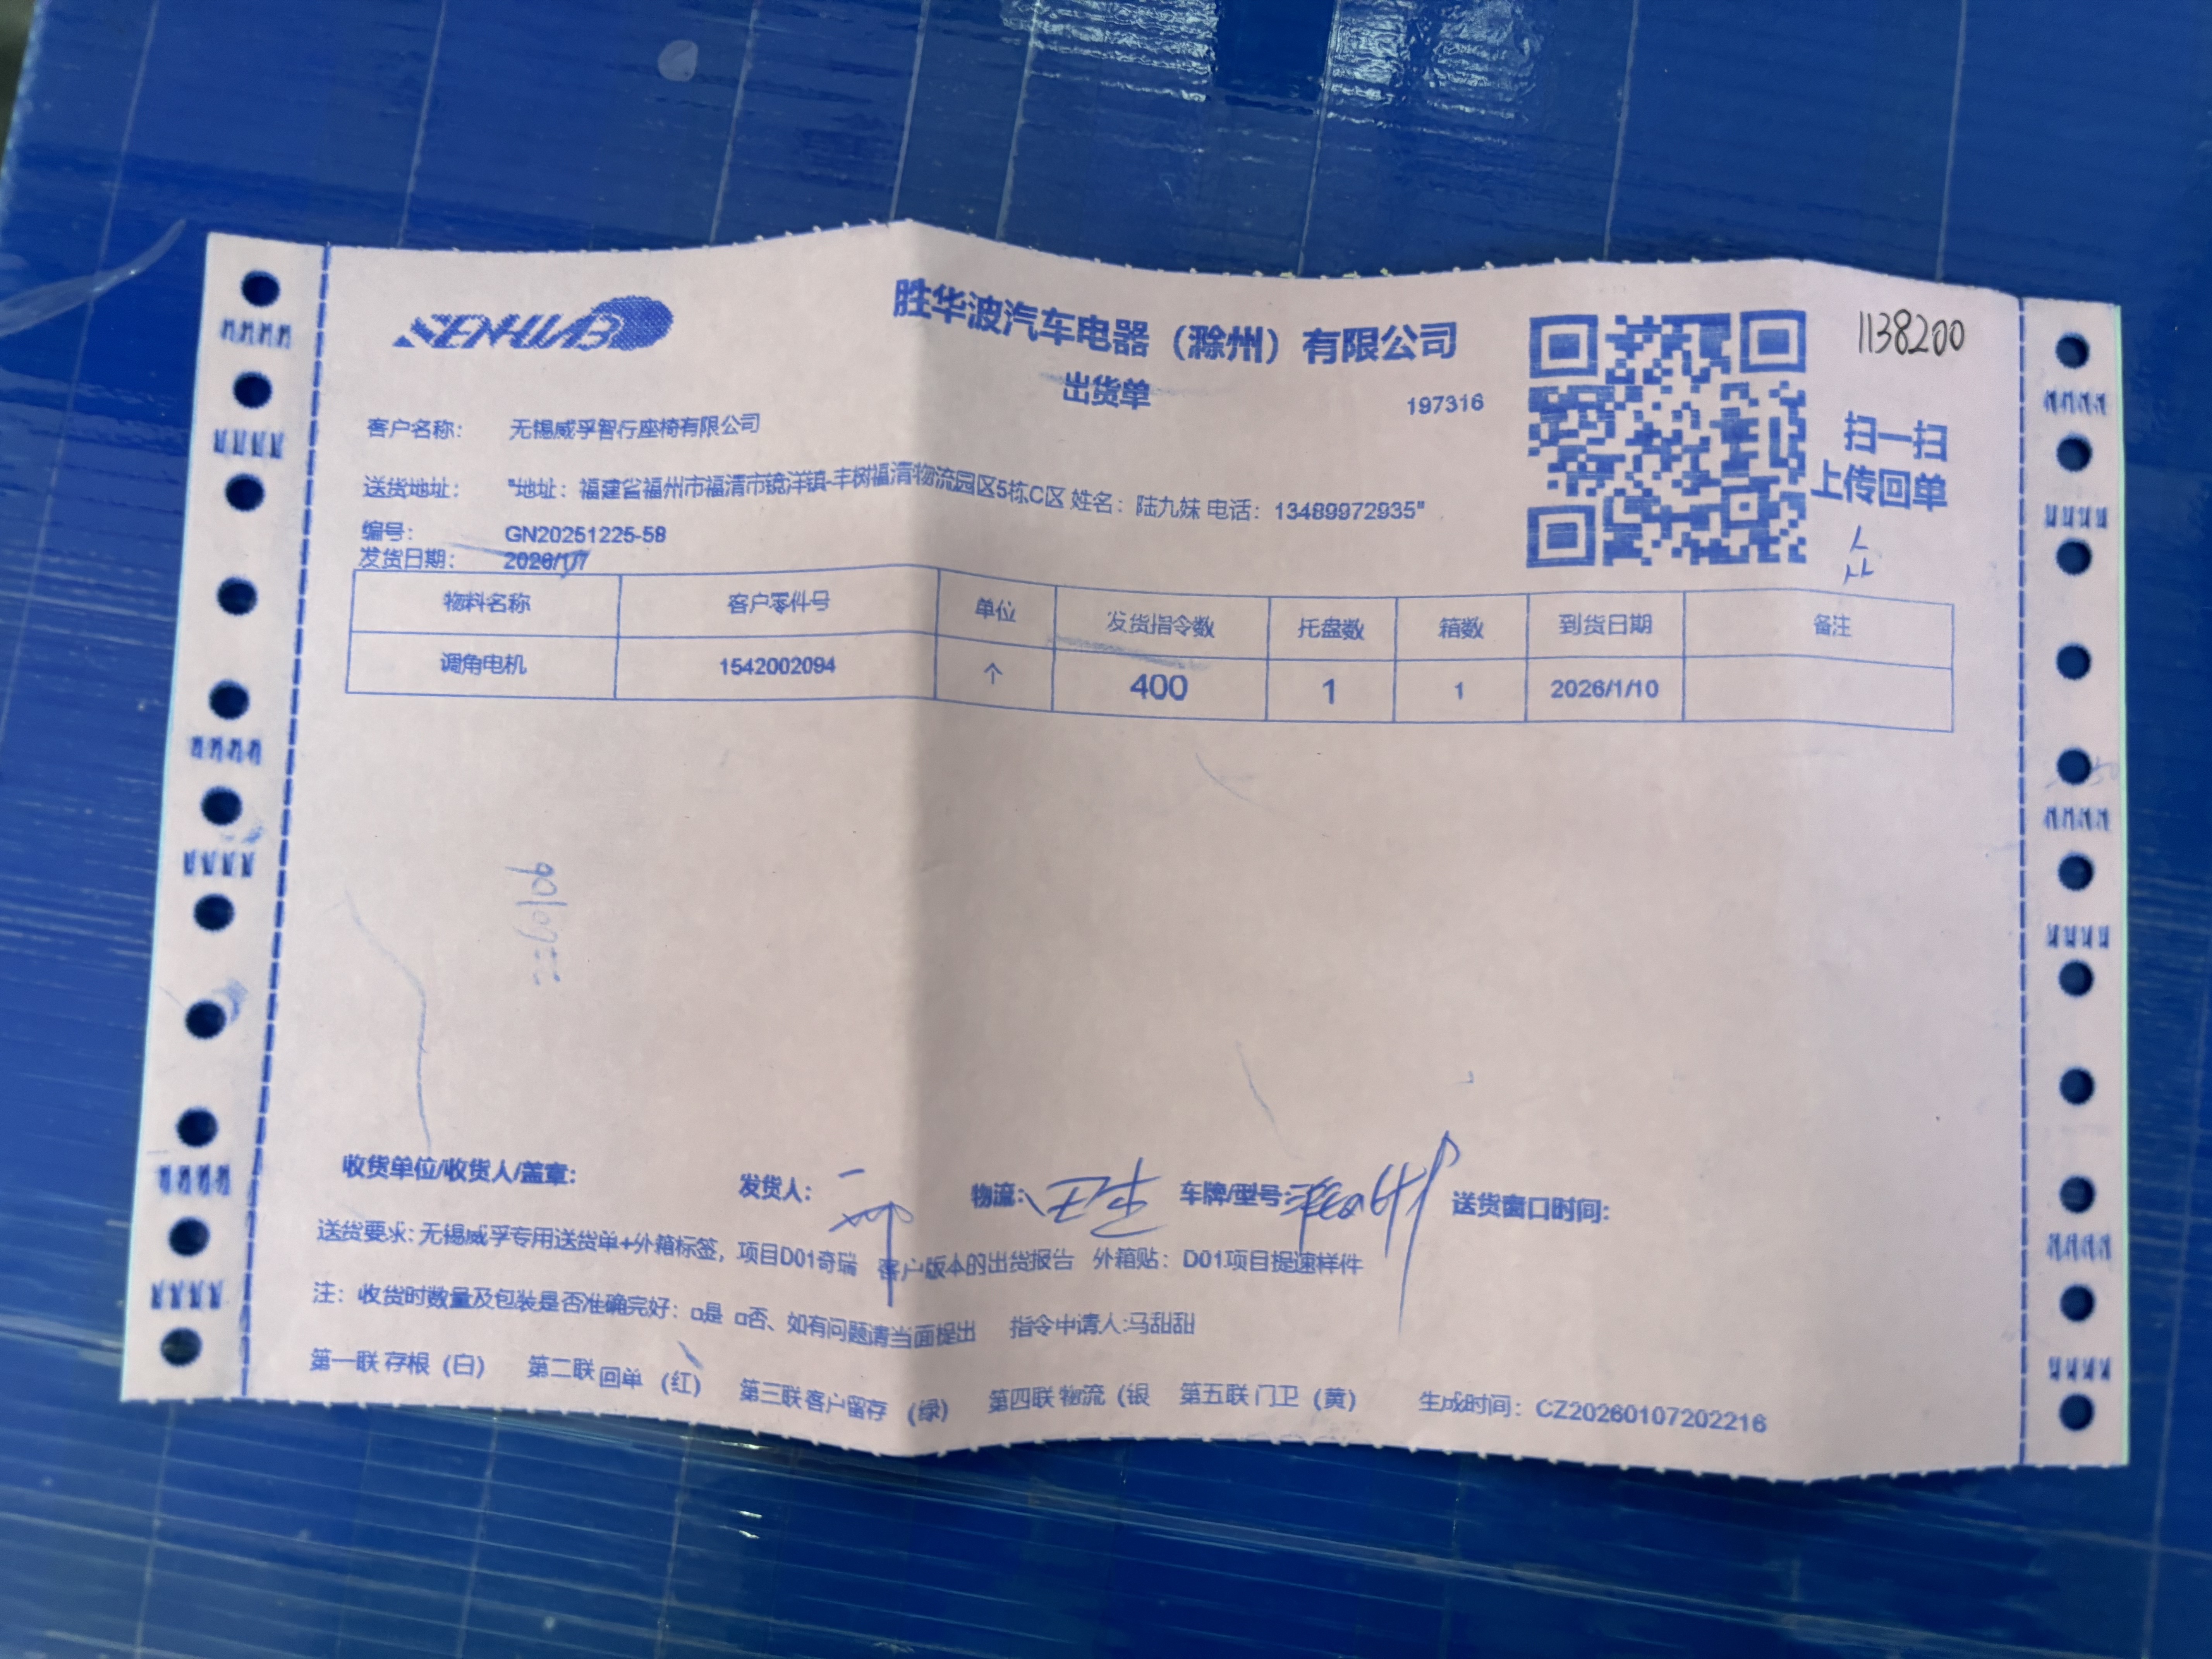 SENHWAB
胜华波汽车电器（滁州）有限公司
1138200
出货单
197316
扫一扫
上传回单
客户名称： 无锡威孚智行座椅有限公司
送货地址： "地址：福建省福州市福清市镜洋镇-丰树福清物流园区5栋C区 姓名：陆九妹 电话：13489972935"
编号： GN20251225-58
发货日期： 2026/1/7
物料名称 客户零件号 单位 发货指令数 托盘数 箱数 到货日期 备注
调角电机 1542002094 个 400 1 1 2026/1/10
收货单位/收货人/盖章： 发货人： 物流： 车牌/型号: 送货窗口时间：
送货要求: 无锡威孚专用送货单+外箱标签，项目D01奇瑞 客户版本的出货报告 外箱贴：D01项目提速样件
注：收货时数量及包装是否准确完好：□是 □否、如有问题请当面提出 指令申请人:马甜甜
第一联 存根（白） 第二联 回单（红） 第三联 客户留存（绿） 第四联 物流（银 第五联 门卫（黄） 生成时间：CZ20260107202216